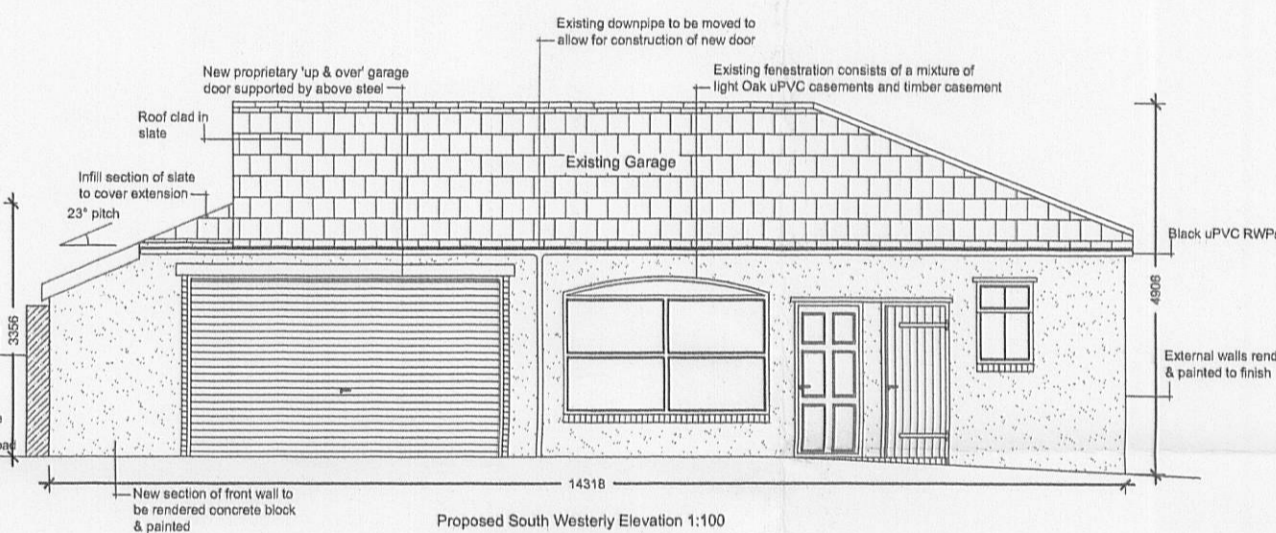 Existing downpipe to be moved to
allow for construction of new door
New proprietary 'up & over' garage
door supported by above steel
Existing fenestration consists of a mixture of
light Oak uPVC casements and timber casement
Roof clad in
slate
Existing Garage
Infill section of slate
to cover extension
23° pitch
Black uPVC RWPs
3356
4906
External walls rend
& painted to finish
14318
New section of front wall to
be rendered concrete block
& painted
Proposed South Westerly Elevation 1:100